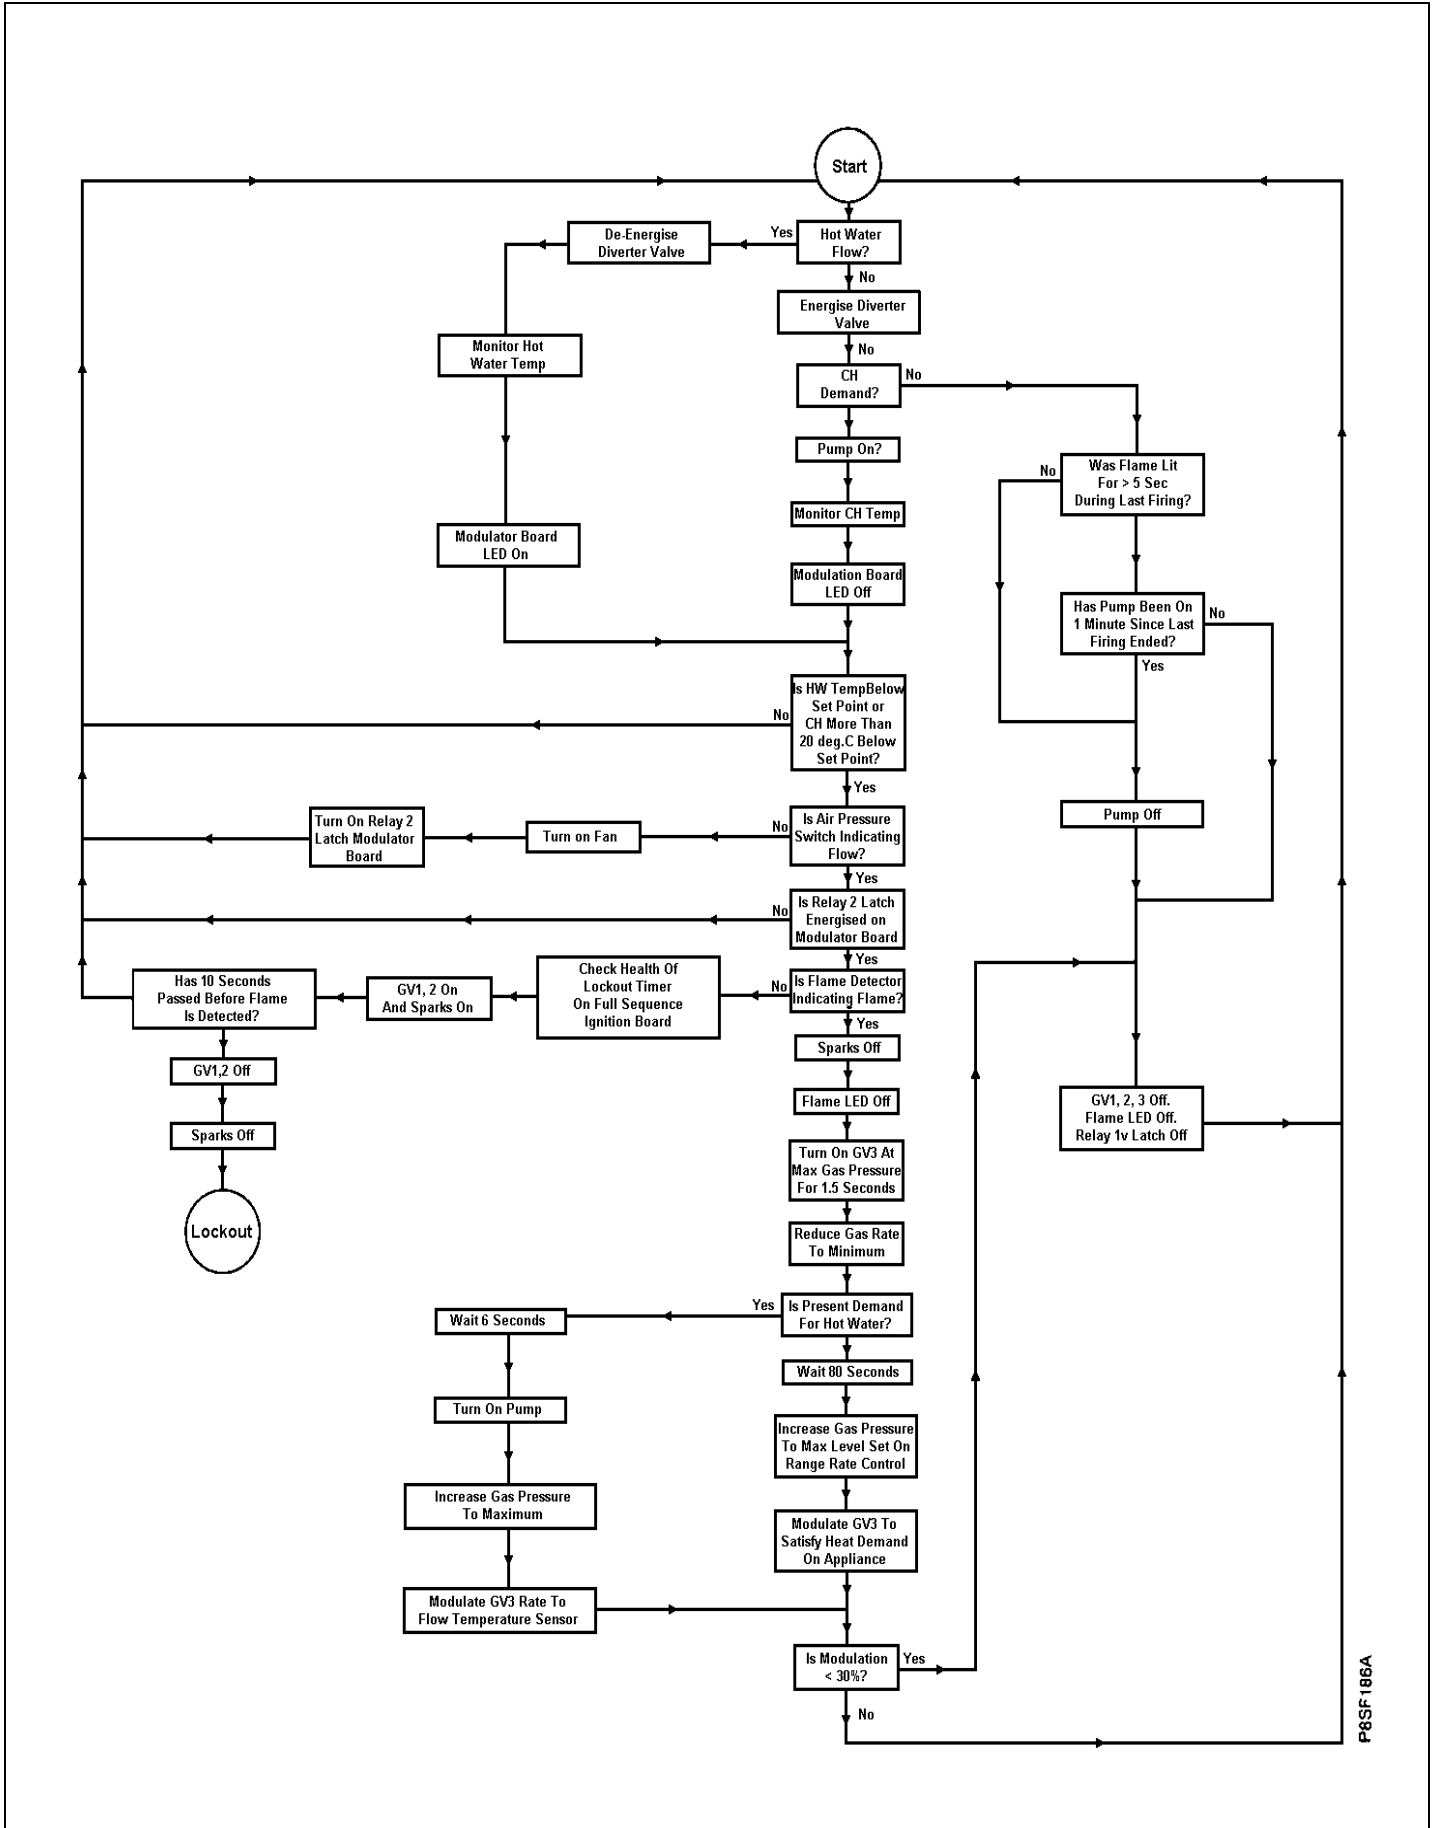 Start
Yes
Hot Water
Flow?
De-Energise
Diverter Valve
No
Energise Diverter
Valve
No
Monitor Hot
Water Temp
CH
Demand?
No
Pump On?
Was Flame Lit
For > 5 Sec
During Last Firing?
No
Monitor CH Temp
Modulator Board
LED On
Modulation Board
LED Off
Has Pump Been On
1 Minute Since Last
Firing Ended?
No
Yes
Is HW TempBelow
Set Point or
CH More Than
20 deg.C Below
Set Point?
No
Yes
Pump Off
Is Air Pressure
Switch Indicating
Flow?
No
Turn on Fan
Turn On Relay 2
Latch Modulator
Board
Yes
Is Relay 2 Latch
Energised on
Modulator Board
No
Yes
Is Flame Detector
Indicating Flame?
No
Check Health Of
Lockout Timer
On Full Sequence
Ignition Board
GV1, 2 On
And Sparks On
Has 10 Seconds
Passed Before Flame
Is Detected?
Yes
Sparks Off
GV1,2 Off
Flame LED Off
GV1, 2, 3 Off.
Flame LED Off.
Relay 1v Latch Off
Sparks Off
Turn On GV3 At
Max Gas Pressure
For 1.5 Seconds
Lockout
Reduce Gas Rate
To Minimum
Is Present Demand
For Hot Water?
Yes
Wait 6 Seconds
Wait 80 Seconds
Turn On Pump
Increase Gas Pressure
To Max Level Set On
Range Rate Control
Increase Gas Pressure
To Maximum
Modulate GV3 To
Satisfy Heat Demand
On Appliance
Modulate GV3 Rate To
Flow Temperature Sensor
Is Modulation
< 30%?
Yes
No
P8SF186A